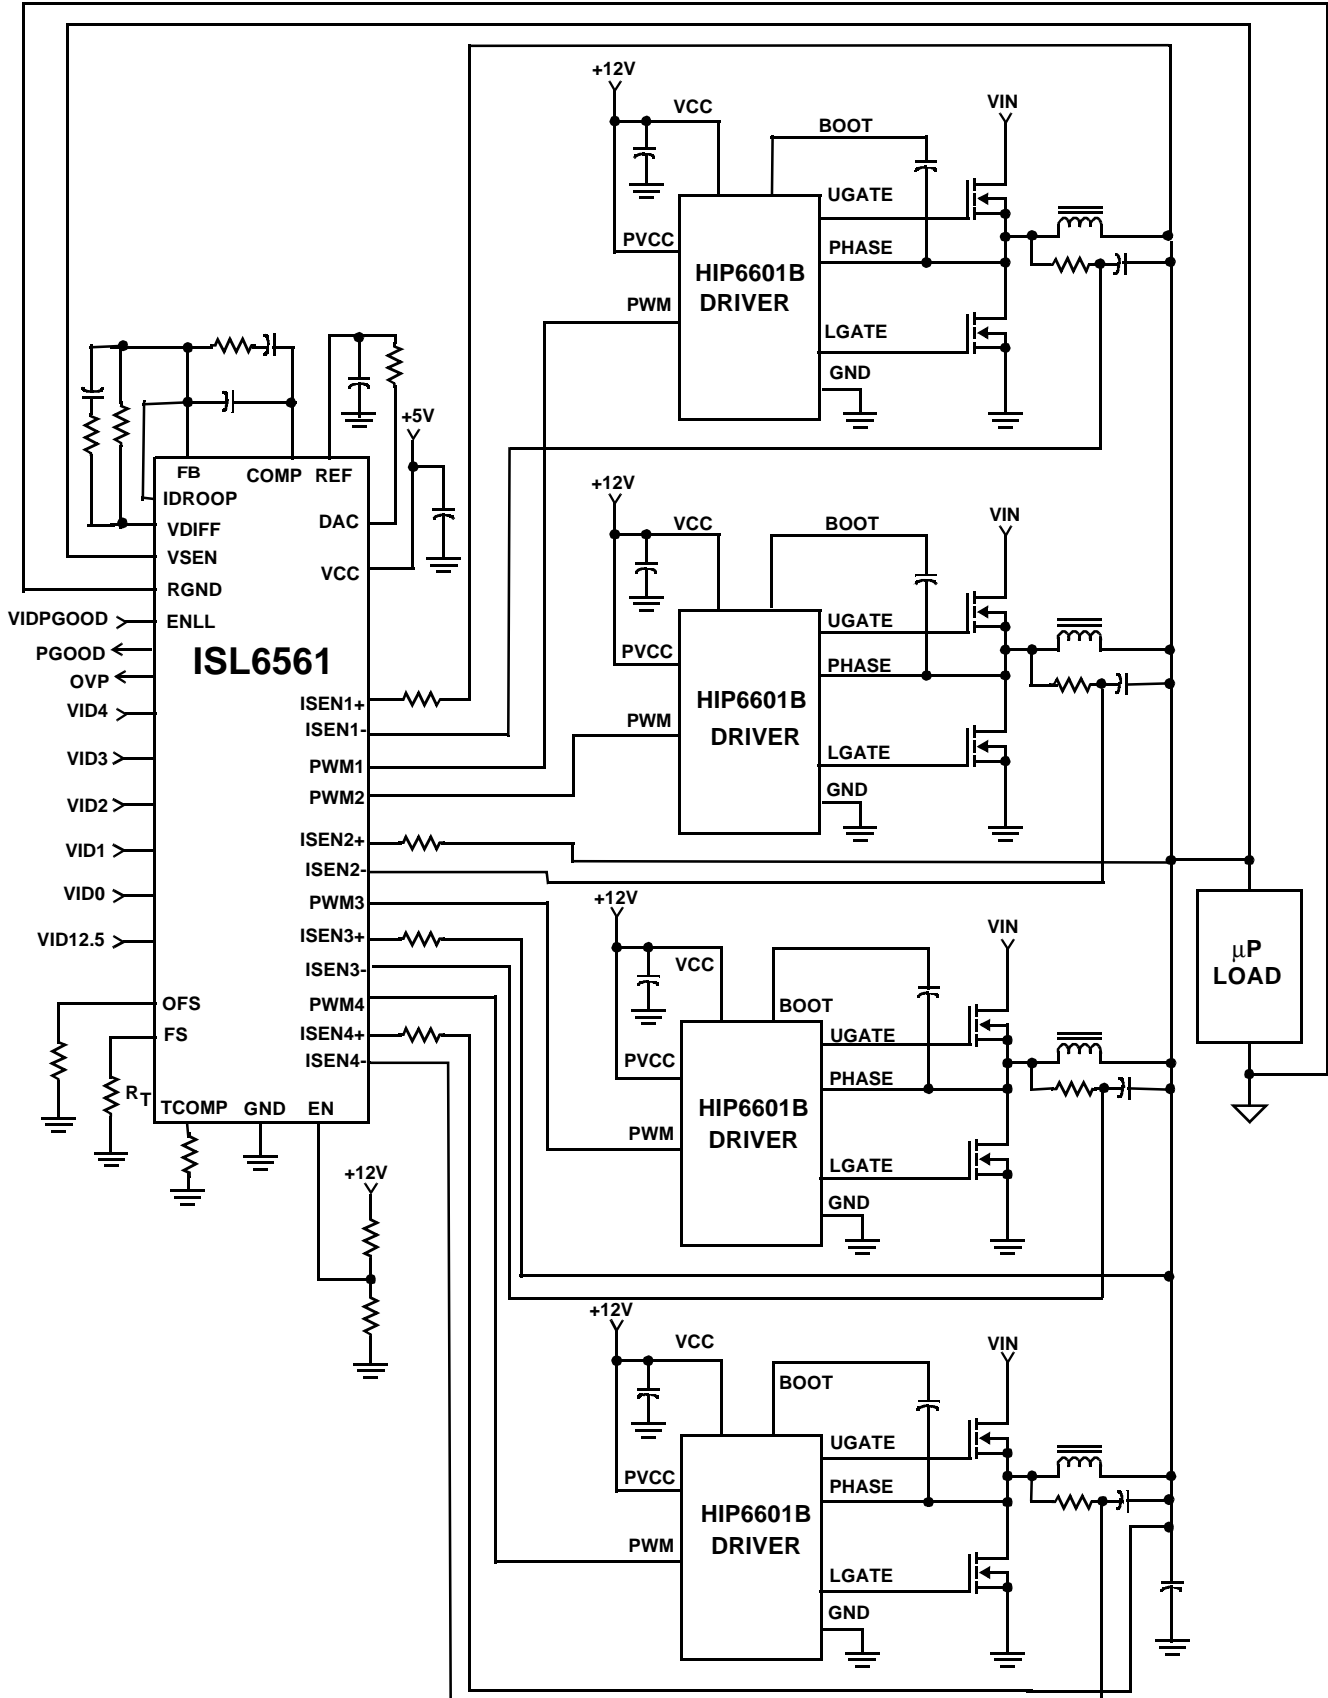 +12V
VCC
BOOT
VIN
UGATE
PVCC
PHASE
HIP6601B
DRIVER
PWM
LGATE
GND
+5V
FB
COMP
REF
IDROOP
VDIFF
DAC
VSEN
VCC
RGND
VIDPGOOD
ENLL
PGOOD
ISL6561
OVP
VID4
ISEN1+
ISEN1-
VID3
PWM1
VID2
PWM2
VID1
ISEN2+
ISEN2-
VID0
PWM3
VID12.5
ISEN3+
ISEN3-
OFS
PWM4
FS
ISEN4+
ISEN4-
RT
TCOMP
GND
EN
+12V
+12V
VCC
BOOT
VIN
UGATE
PVCC
PHASE
HIP6601B
DRIVER
PWM
LGATE
GND
μP
LOAD
+12V
VCC
BOOT
VIN
UGATE
PVCC
PHASE
HIP6601B
DRIVER
PWM
LGATE
GND
+12V
VCC
BOOT
VIN
UGATE
PVCC
PHASE
HIP6601B
DRIVER
PWM
LGATE
GND